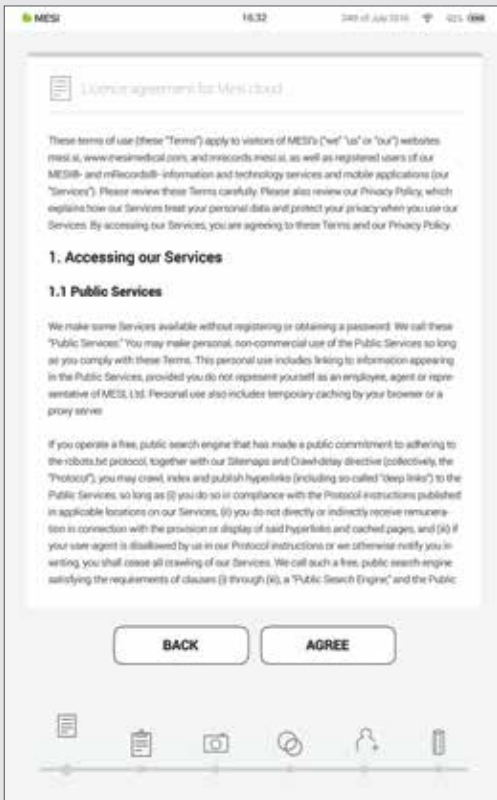 MESI
16.32
24th of July 2016
92%
Licence agreement for Mesi cloud
These terms of use (these "Terms") apply to visitors of MESI's ("we" "us" or "our") websites
mesi.si, www.mesimedical.com, and mrecords.mesi.si, as well as registered users of our
MESI®- and mRecords®- information and technology services and mobile applications (our
"Services"). Please review these Terms carefully. Please also review our Privacy Policy, which
explains how our Services treat your personal data and protect your privacy when you use our
Services. By accessing our Services, you are agreeing to these Terms and our Privacy Policy.
1. Accessing our Services
1.1 Public Services
We make some Services available without registering or obtaining a password. We call these
"Public Services." You may make personal, non-commercial use of the Public Services so long
as you comply with these Terms. This personal use includes linking to information appearing
in the Public Services, provided you do not represent yourself as an employee, agent or repre-
sentative of MESI, Ltd. Personal use also includes temporary caching by your browser or a
proxy server.
If you operate a free, public search engine that has made a public commitment to adhering to
the robots.txt protocol, together with our Sitemaps and Crawl-delay directive (collectively, the
"Protocol"), you may crawl, index and publish hyperlinks (including so-called "deep links") to the
Public Services, so long as (i) you do so in compliance with the Protocol instructions published
in applicable locations on our Services, (ii) you do not directly or indirectly receive remunera-
tion in connection with the provision or display of said hyperlinks and cached pages, and (iii) if
your user agent is disallowed by us in our Protocol instructions or we otherwise notify you in
writing, you shall cease all crawling of our Services. We call such a free, public search engine
satisfying the requirements of clauses (i) through (iii), a "Public Search Engine," and the Public
BACK
AGREE